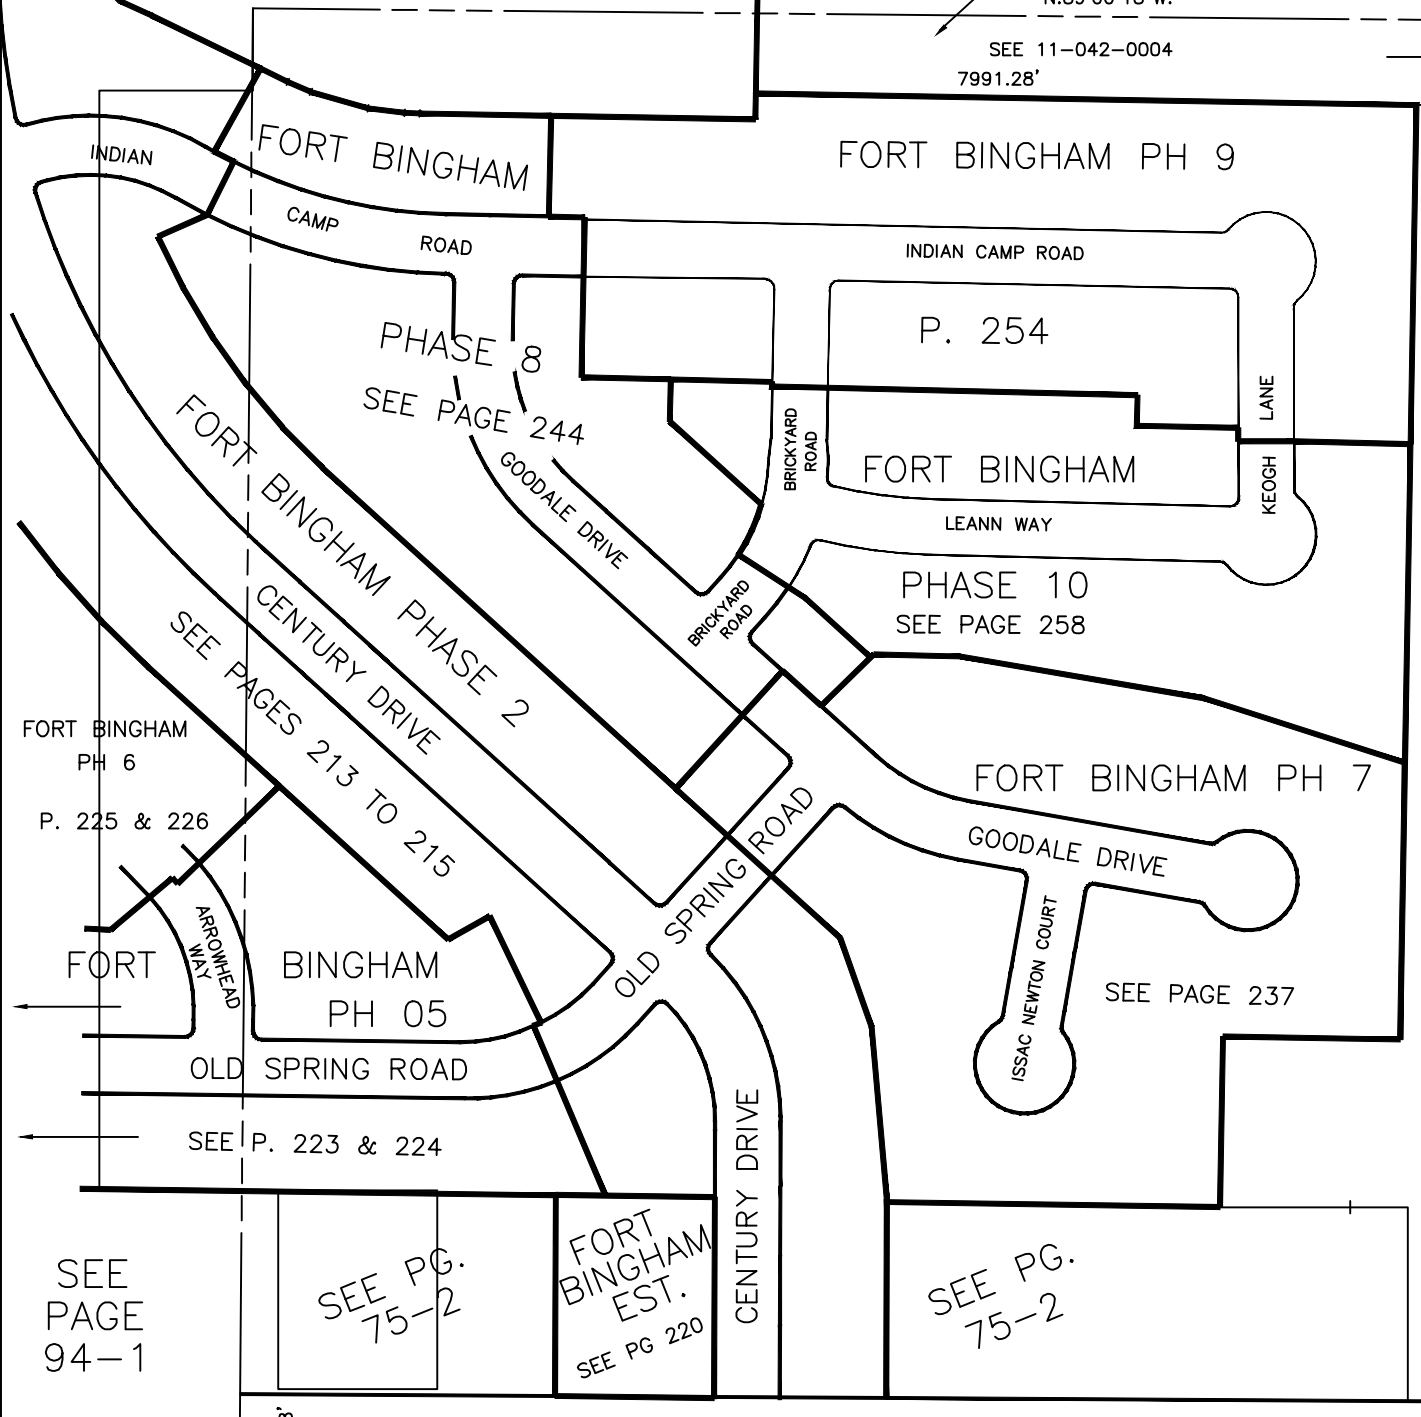 N.89°00'18"W.
SEE 11-042-0004
7991.28'
INDIAN
FORT BINGHAM
FORT BINGHAM PH 9
CAMP
ROAD
INDIAN CAMP ROAD
P. 254
PHASE 8
SEE PAGE 244
LANE
BRICKYARD
ROAD
FORT BINGHAM
KEOGH
GOODALE DRIVE
LEANN WAY
PHASE 10
SEE PAGE 258
BRICKYARD
ROAD
FORT BINGHAM PHASE 2
CENTURY DRIVE
SEE PAGES 213 TO 215
FORT BINGHAM
PH 6
P. 225 & 226
FORT BINGHAM PH 7
GOODALE DRIVE
OLD SPRING ROAD
ISSAC NEWTON COURT
SEE PAGE 237
ARROWHEAD
WAY
FORT BINGHAM
PH 05
OLD SPRING ROAD
SEE P. 223 & 224
CENTURY DRIVE
SEE
PAGE
94-1
SEE PG.
75-2
FORT
BINGHAM
EST.
SEE PG 220
SEE PG.
75-2